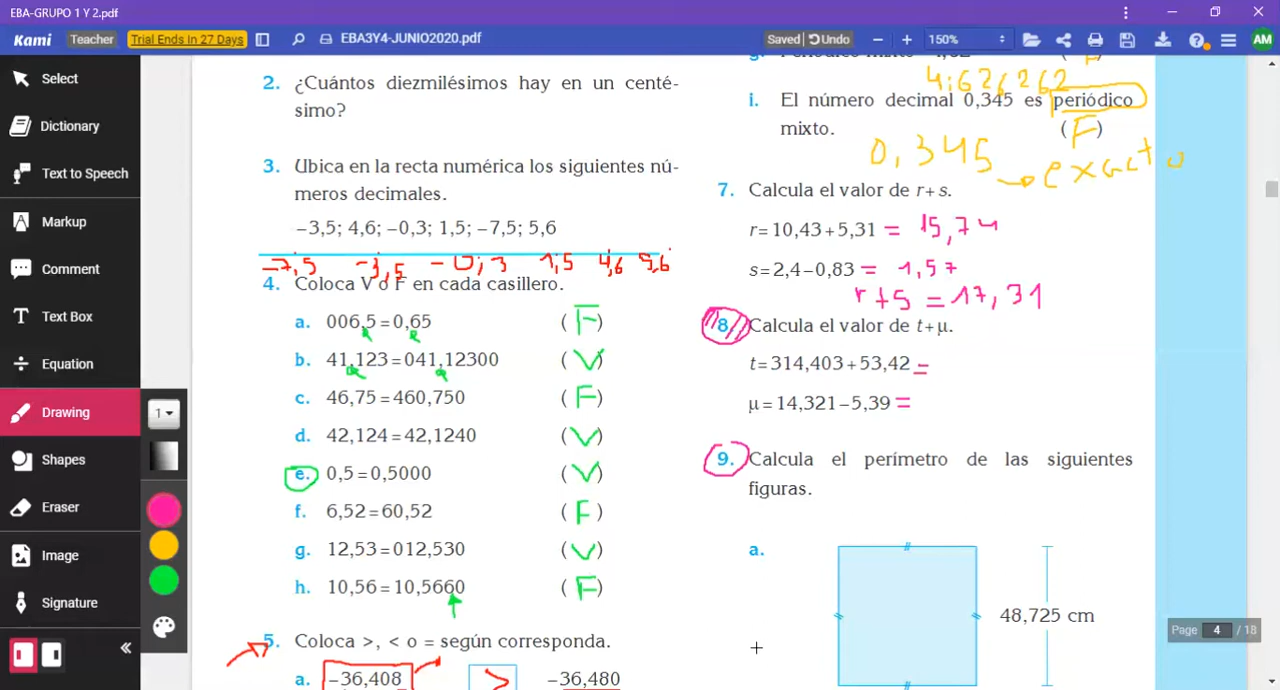 EBA-GRUPO 1 Y 2.pdf
Kami
Teacher
Trial Ends In 27 Days
EBA3Y4-JUNIO2020.pdf
Saved
Undo
150%
AM
Select
Dictionary
Text to Speech
Markup
Comment
Text Box
Equation
Drawing
1
Shapes
Eraser
Image
Signature
2. ¿Cuántos diezmilésimos hay en un centé-
simo?
3. Ubica en la recta numérica los siguientes nú-
meros decimales.
−3,5; 4,6; −0,3; 1,5; −7,5; 5,6
−7,5 −3,5 −0,3 1,5 4,6 5,6
4. Coloca V o F en cada casillero.
a. 006,5=0,65 (F)
b. 41,123=041,12300 (V)
c. 46,75=460,750 (F)
d. 42,124=42,1240 (V)
e. 0,5=0,5000 (V)
f. 6,52=60,52 (F)
g. 12,53=012,530 (V)
h. 10,56=10,5660 (F)
5. Coloca >, < o = según corresponda.
a. −36,408 > −36,480
4,626262
i. El número decimal 0,345 es periódico
mixto. (F)
0,345 → exacto
7. Calcula el valor de r+s.
r=10,43+5,31 = 15,74
s=2,4−0,83 = 1,57
r+s = 17,31
8. Calcula el valor de t+μ.
t=314,403+53,42 =
μ=14,321−5,39 =
9. Calcula el perímetro de las siguientes
figuras.
a.
48,725 cm
Page 4 / 18